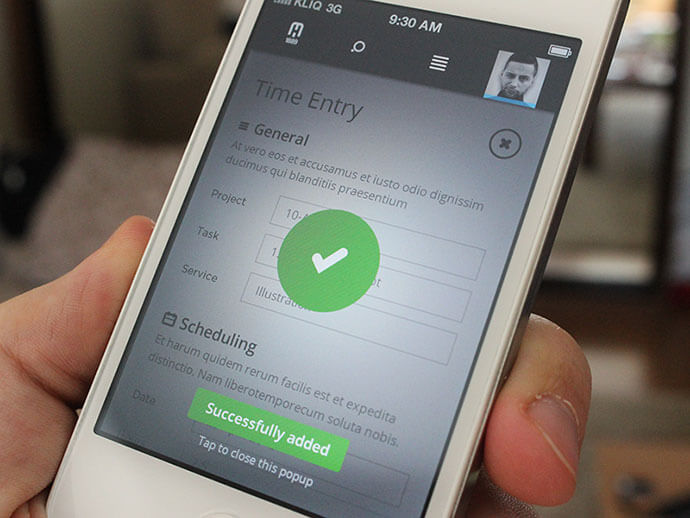 KLIQ 3G
9:30 AM
Time Entry
General
At vero eos et accusamus et iusto odio dignissim
ducimus qui blanditiis praesentium
Project
10-
Task
Service
Scheduling
Et harum quidem rerum facilis est et expedita
distinctio. Nam liberotemporecum soluta nobis.
Date
Successfully added
Tap to close this popup